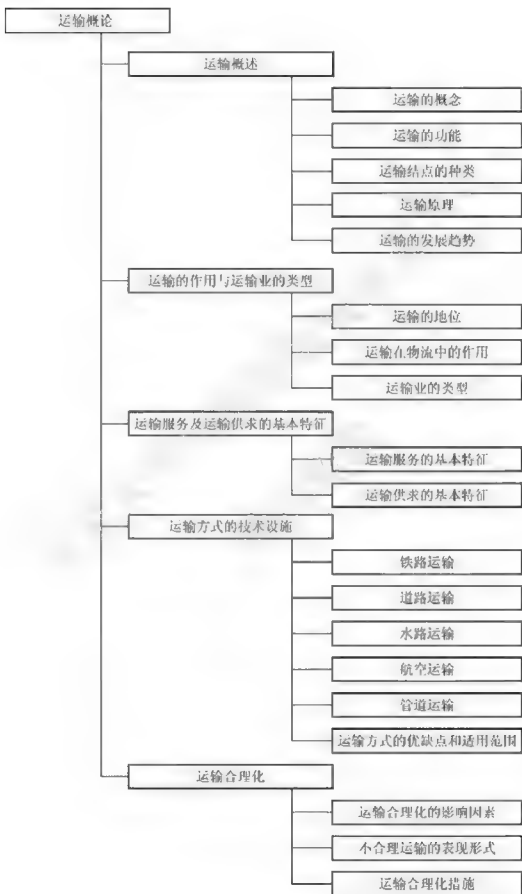 运输概论
运输概述
运输的概念
运输的功能
运输结点的种类
运输原理
运输的发展趋势
运输的作用与运输业的类型
运输的地位
运输在物流中的作用
运输业的类型
运输服务及运输供求的基本特征
运输服务的基本特征
运输供求的基本特征
运输方式的技术设施
铁路运输
道路运输
水路运输
航空运输
管道运输
运输方式的优缺点和适用范围
运输合理化
运输合理化的影响因素
不合理运输的表现形式
运输合理化措施